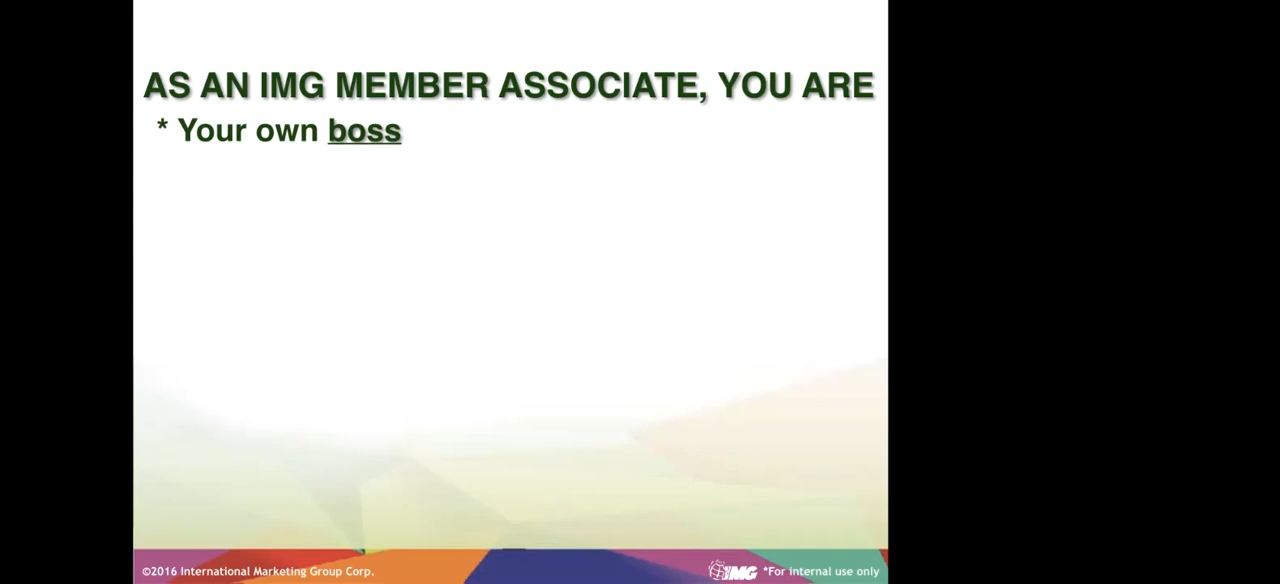 AS AN IMG MEMBER ASSOCIATE, YOU ARE
* Your own boss
©2016 International Marketing Group Corp.
IMG *For internal use only